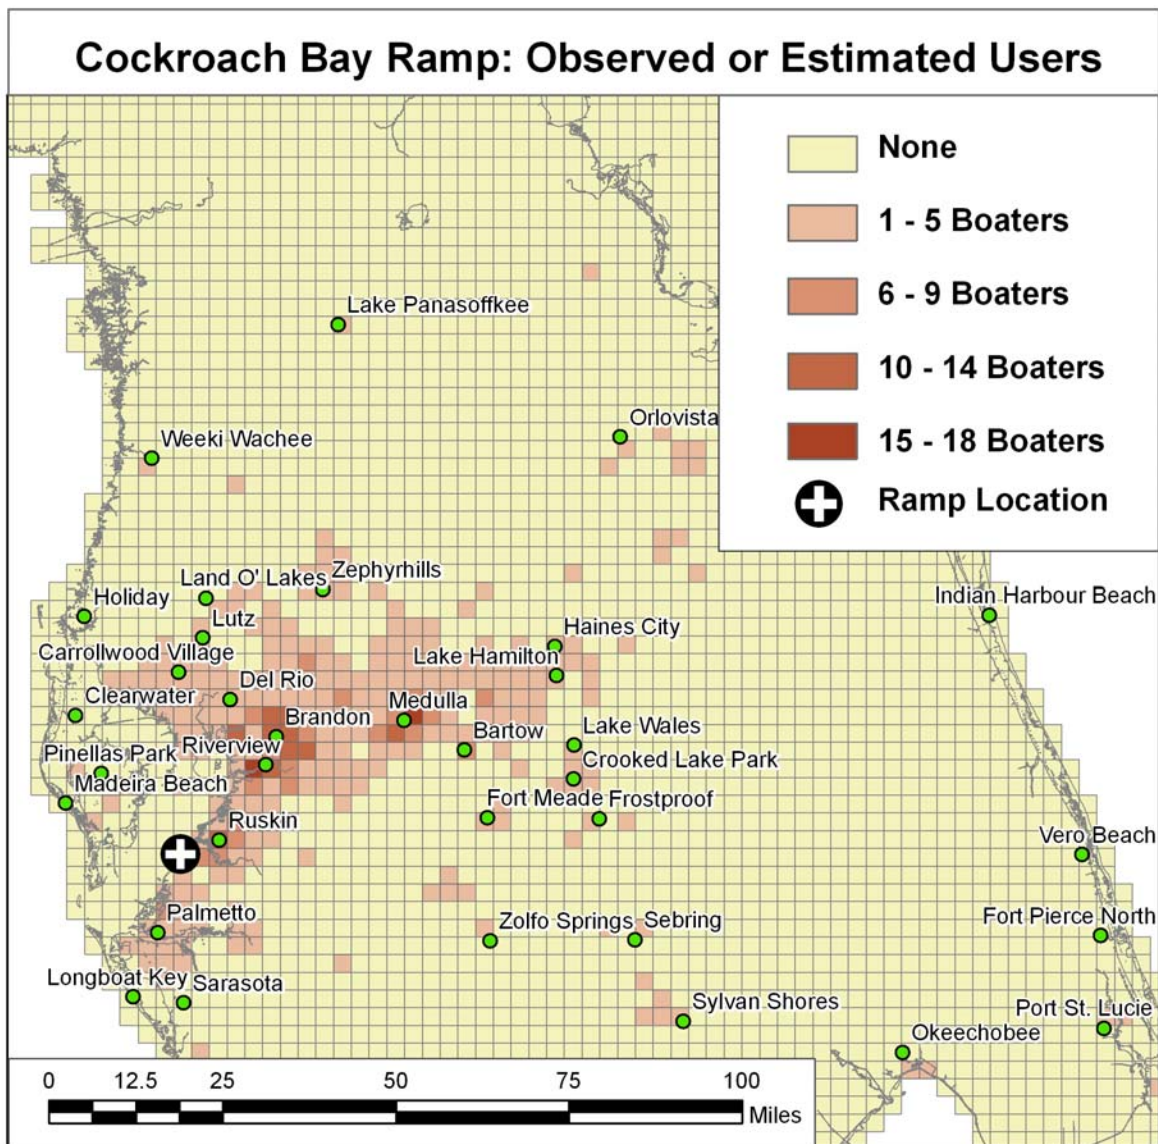 Cockroach Bay Ramp: Observed or Estimated Users
None
1 - 5 Boaters
6 - 9 Boaters
10 - 14 Boaters
15 - 18 Boaters
Ramp Location
Lake Panasoffkee
Orlovista
Weeki Wachee
Zephyrhills
Land O' Lakes
Holiday
Indian Harbour Beach
Lutz
Haines City
Carrollwood Village
Lake Hamilton
Del Rio
Clearwater
Medulla
Brandon
Bartow
Lake Wales
Riverview
Pinellas Park
Crooked Lake Park
Madeira Beach
Fort Meade
Frostproof
Ruskin
Vero Beach
Palmetto
Zolfo Springs
Sebring
Fort Pierce North
Longboat Key
Sarasota
Sylvan Shores
Port St. Lucie
Okeechobee
0 12.5 25 50 75 100
Miles